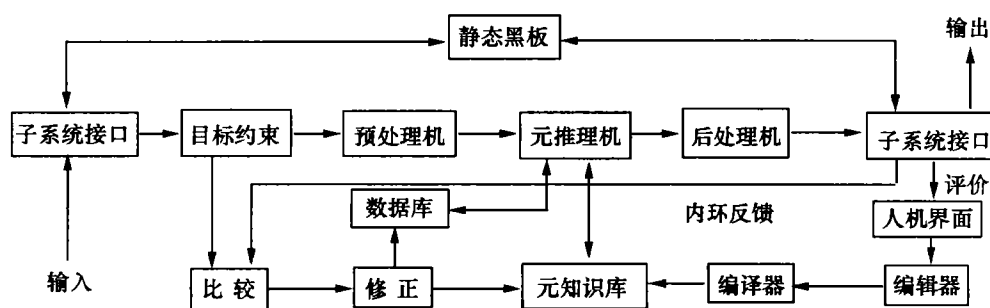 静态黑板
输出
子系统接口
目标约束
预处理机
元推理机
后处理机
子系统接口
评价
数据库
内环反馈
人机界面
输入
比较
修正
元知识库
编译器
编辑器